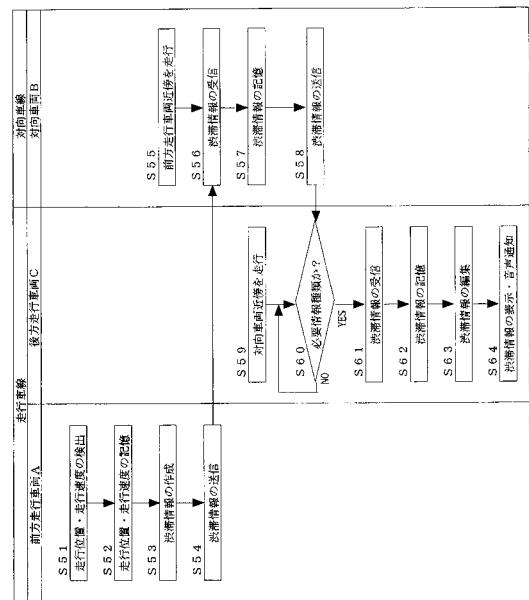 走行車線
対向車線
前方走行車両A
後方走行車両C
対向車両B
S51
走行位置・走行速度の検出
S52
走行位置・走行速度の記憶
S53
渋滞情報の作成
S54
渋滞情報の送信
S55
前方走行車両近傍を走行
S56
渋滞情報の受信
S57
渋滞情報の記憶
S58
渋滞情報の送信
S59
対向車両近傍を走行
S60
必要情報種類か？
NO
YES
S61
渋滞情報の受信
S62
渋滞情報の記憶
S63
渋滞情報の編集
S64
渋滞情報の表示・音声通知